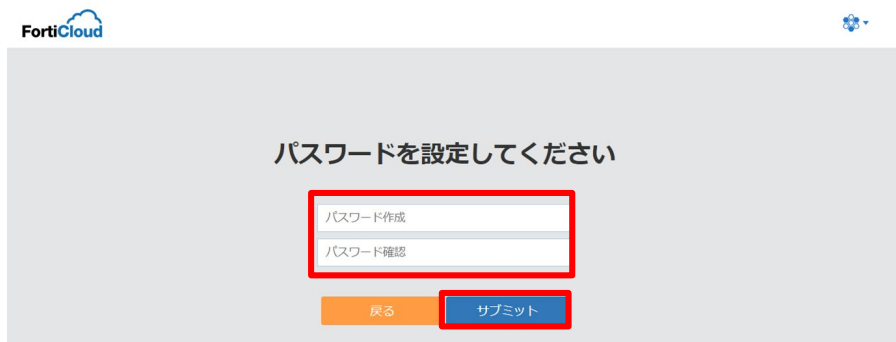 FortiCloud
パスワードを設定してください
パスワード作成
パスワード確認
戻る
サブミット